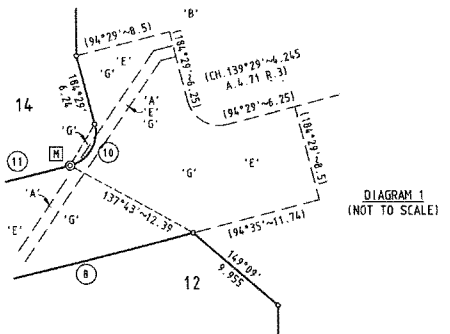 'B'
(94°29'~8.5)
(184°29'~6.25)
'E'
'G'
(CH.139°29'~4.245
A.4.71 R.3)
184°29'
6.24
14
'A'
'E'
'G'
(94°29'~6.25)
(184°29'~8.5)
'G'
10
M
11
'E'
'G'
'A'
137°43'~12.39
DIAGRAM 1
(NOT TO SCALE)
'G'
'E'
(94°35'~11.74)
8
12
149°09'
9.955